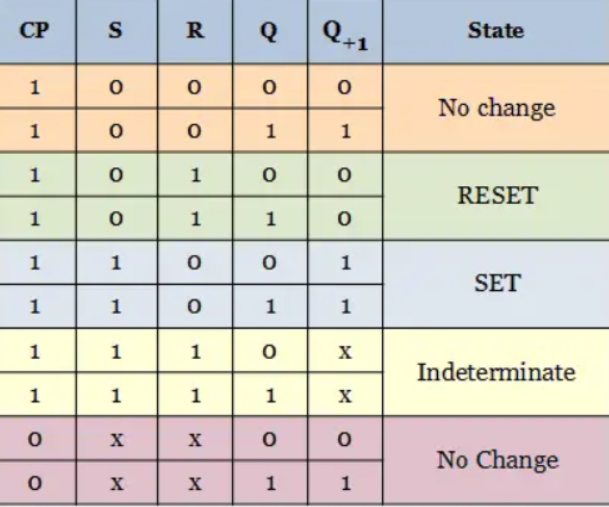 CP S R Q Q+1 State
1 0 0 0 0 No change
1 0 0 1 1
1 0 1 0 0 RESET
1 0 1 1 0
1 1 0 0 1 SET
1 1 0 1 1
1 1 1 0 x Indeterminate
1 1 1 1 x
0 x x 0 0 No Change
0 x x 1 1